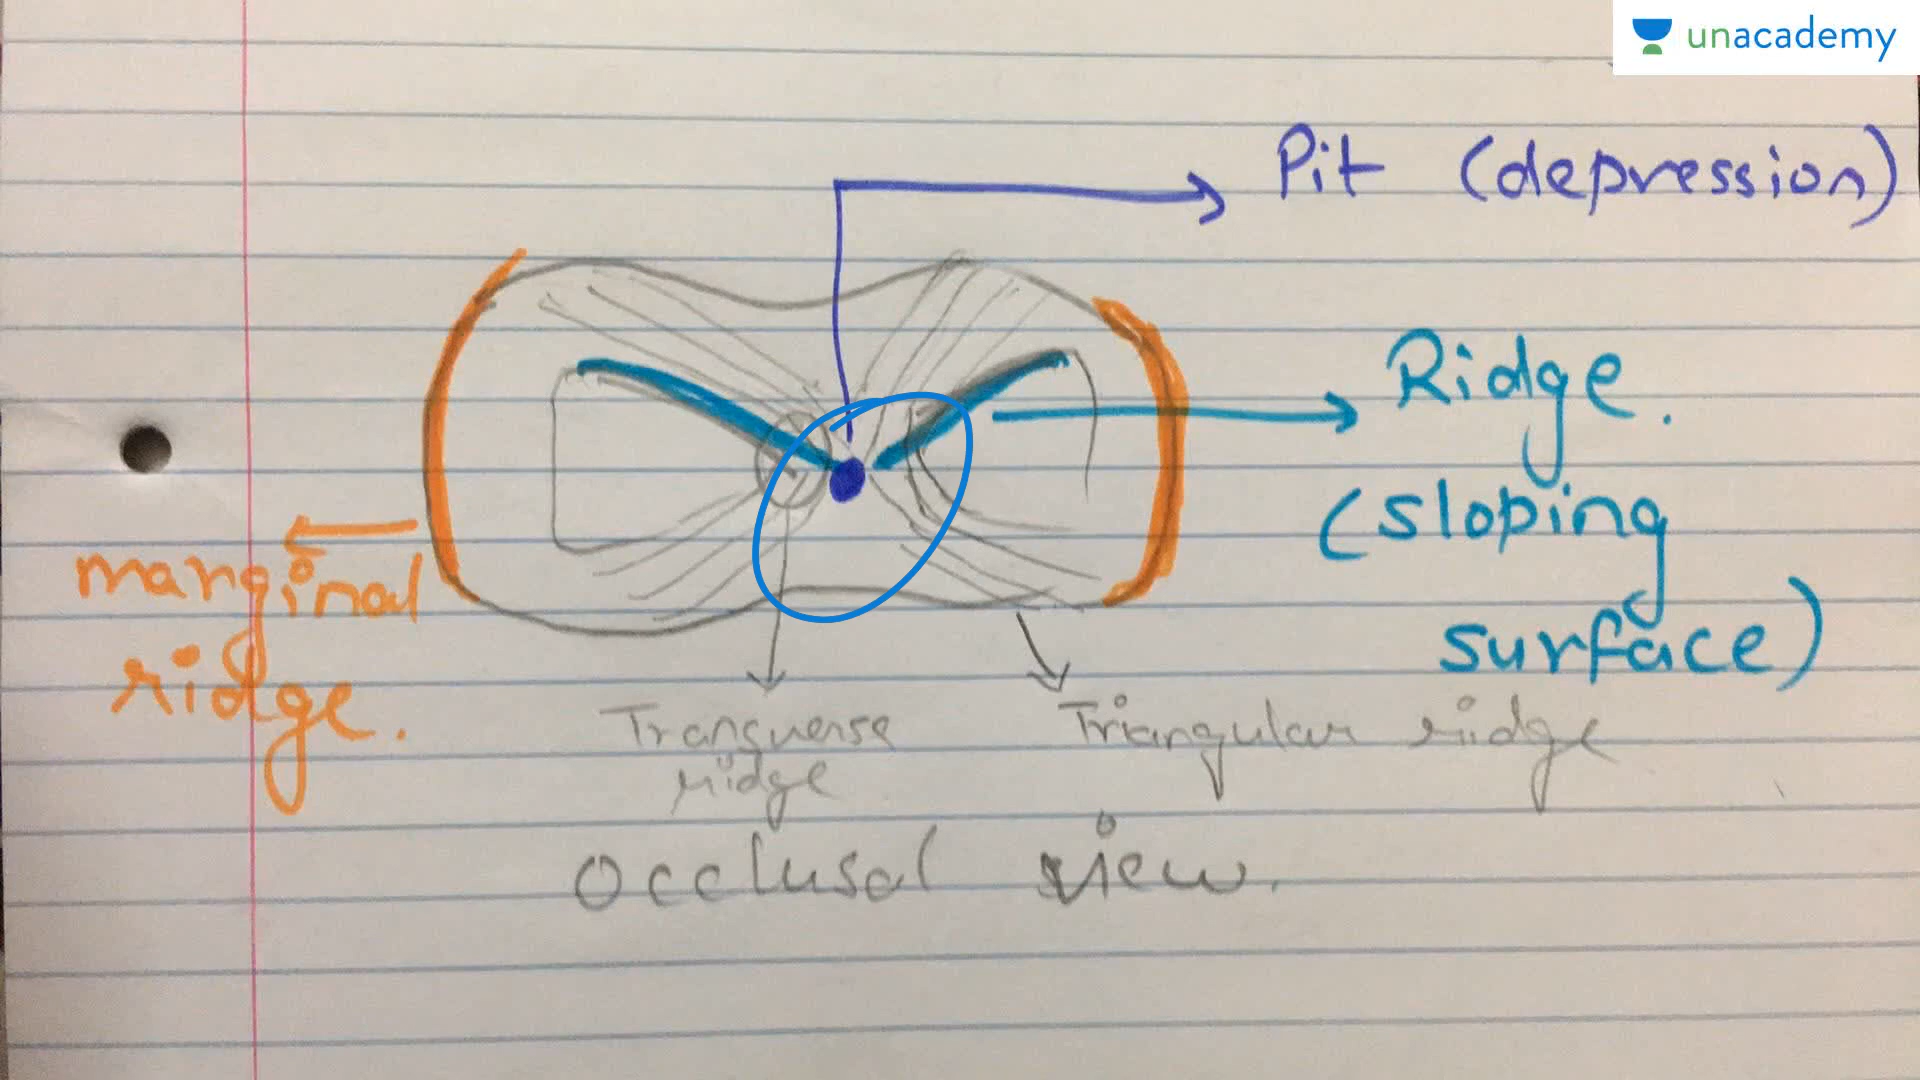 unacademy
Pit (depression)
Ridge.
(sloping
surface)
marginal
ridge.
Transverse
ridge
Triangular ridge
Occlusal view.